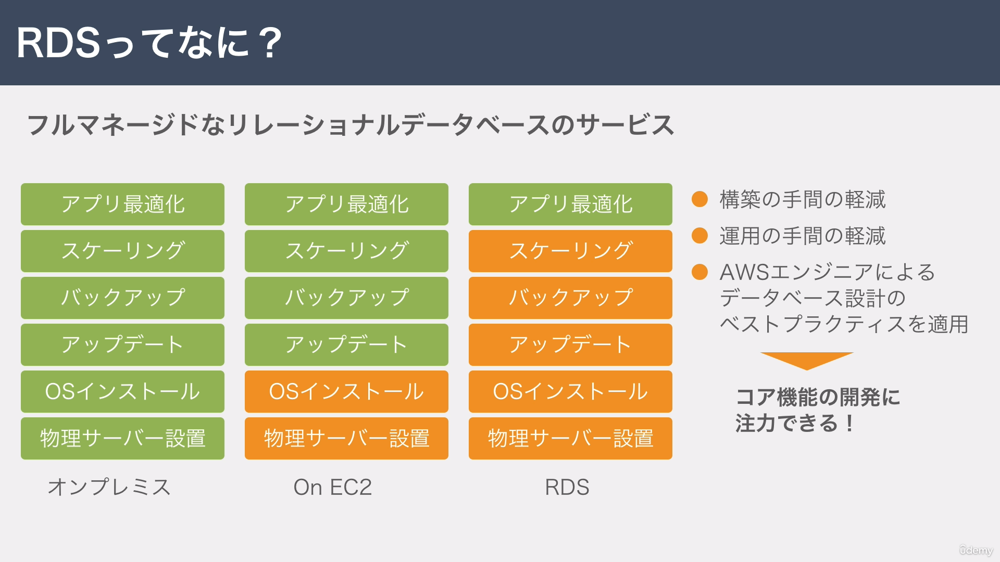 RDSってなに？
フルマネージドなリレーショナルデータベースのサービス
アプリ最適化
スケーリング
バックアップ
アップデート
OSインストール
物理サーバー設置
オンプレミス
アプリ最適化
スケーリング
バックアップ
アップデート
OSインストール
物理サーバー設置
On EC2
アプリ最適化
スケーリング
バックアップ
アップデート
OSインストール
物理サーバー設置
RDS
構築の手間の軽減
運用の手間の軽減
AWSエンジニアによる
データベース設計の
ベストプラクティスを適用
コア機能の開発に
注力できる！
udemy